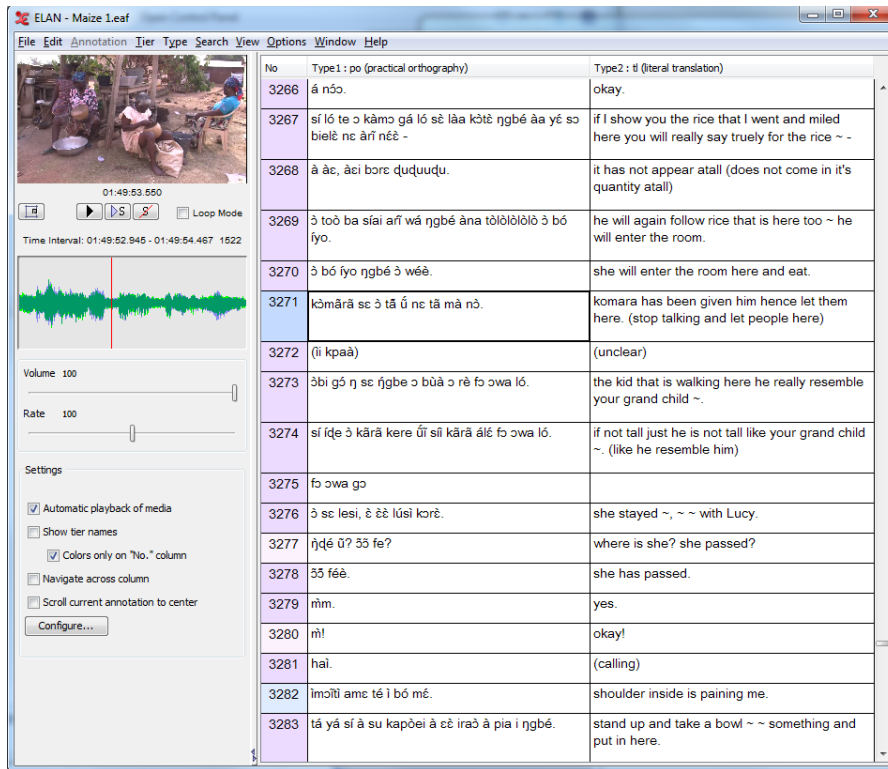 ELAN - Maize 1.eaf
File Edit Annotation Tier Type Search View Options Window Help
01:49:53.550
Loop Mode
Time Interval: 01:49:52.945 - 01:49:54.467 1522
Volume 100
Rate 100
Settings
Automatic playback of media
Show tier names
Colors only on "No." column
Navigate across column
Scroll current annotation to center
Configure...
No Type1 : po (practical orthography) Type2 : tl (literal translation)
3266 á nɔ́ɔ. okay.
3267 sí ló te ɔ kàmɔ gá ló sɛ̀ làa kɔ̀tɛ̀ ŋgbé àa yɛ́ sɔ if I show you the rice that I went and miled
bielɛ̀ nɛ àrĩ nɛ́ɛ̀ - here you will really say truely for the rice ~ -
3268 à àɛ, àɛi bɔrɛ ɖuɖuuɖu. it has not appear atall (does not come in it's
quantity atall)
3269 ɔ̀ toò ba síai arĩ wá ŋgbé àna tòlòlòlòlò ɔ̀ bó he will again follow rice that is here too ~ he
íyo. will enter the room.
3270 ɔ̀ bó íyo ŋgbé ɔ̀ wéè. she will enter the room here and eat.
3271 kɔ̀mãrã sɛ ɔ̀ tã ṹ nɛ tã mà nɔ̀. komara has been given him hence let them
here. (stop talking and let people here)
3272 (ìi kpaà) (unclear)
3273 ɔ̀bi gɔ́ ŋ sɛ ŋ́gbe ɔ bùà ɔ rè fɔ ɔwa ló. the kid that is walking here he really resemble
your grand child ~.
3274 sí íɖe ɔ̀ kãrã kere ṹĩ síi kãrã álɛ́ fɔ ɔwa ló. if not tall just he is not tall like your grand child
~. (like he resemble him)
3275 fɔ ɔwa gɔ
3276 ɔ̀ sɛ lesi, ɛ̀ ɛ̀ɛ̀ lúsì kɔrɛ̀. she stayed ~, ~ ~ with Lucy.
3277 ǹɖé ũ? ɔ̃ɔ̃ fe? where is she? she passed?
3278 ɔ̃ɔ̃́ féè. she has passed.
3279 m̀m. yes.
3280 m̀! okay!
3281 haì. (calling)
3282 ìmɔĩtì amɛ té ì bó mɛ́. shoulder inside is paining me.
3283 tá yá sí à su kapòei à ɛɛ̀ iraɔ̀ à pia i ŋgbé. stand up and take a bowl ~ ~ something and
put in here.